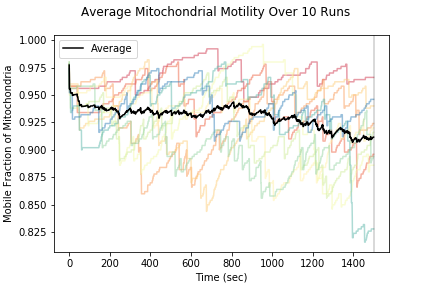 Average Mitochondrial Motility Over 10 Runs
Average
Mobile Fraction of Mitochondria
1.000
0.975
0.950
0.925
0.900
0.875
0.850
0.825
0 200 400 600 800 1000 1200 1400
Time (sec)